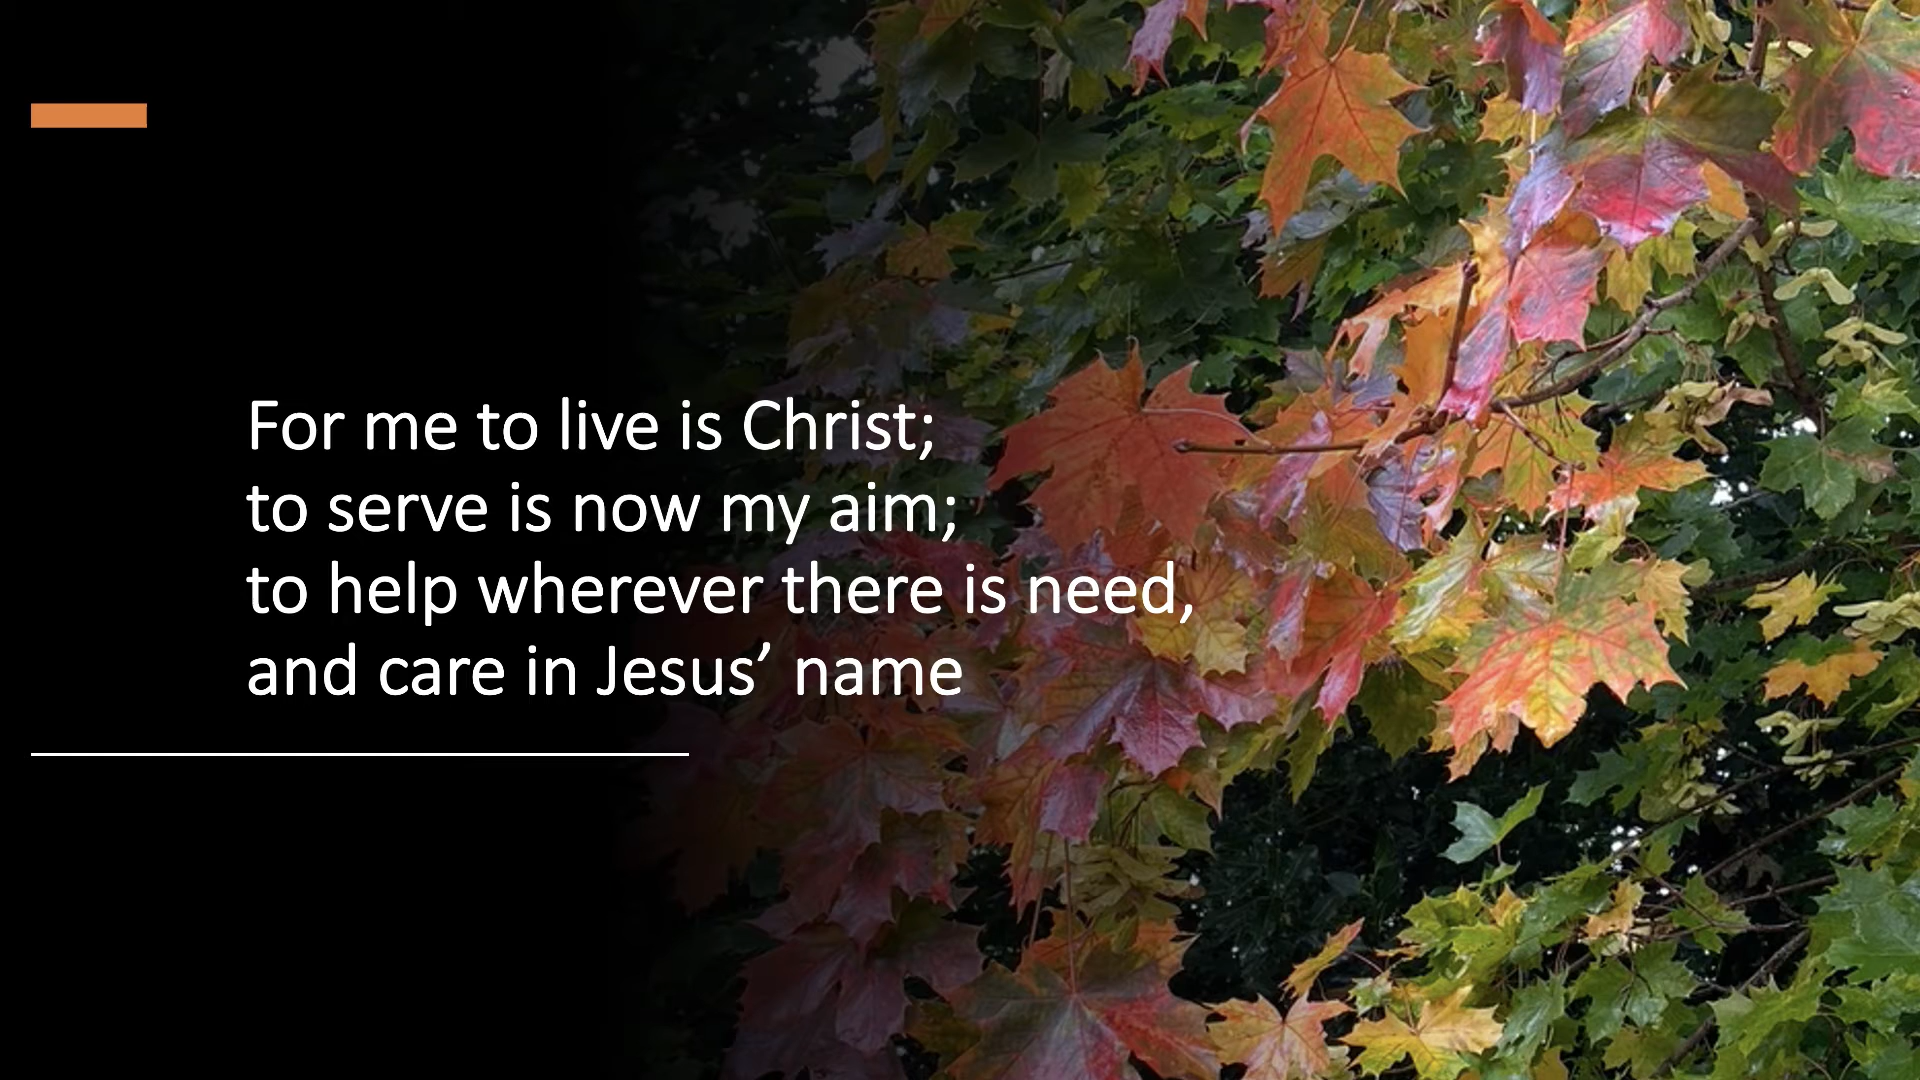 For me to live is Christ;
to serve is now my aim;
to help wherever there is need,
and care in Jesus’ name